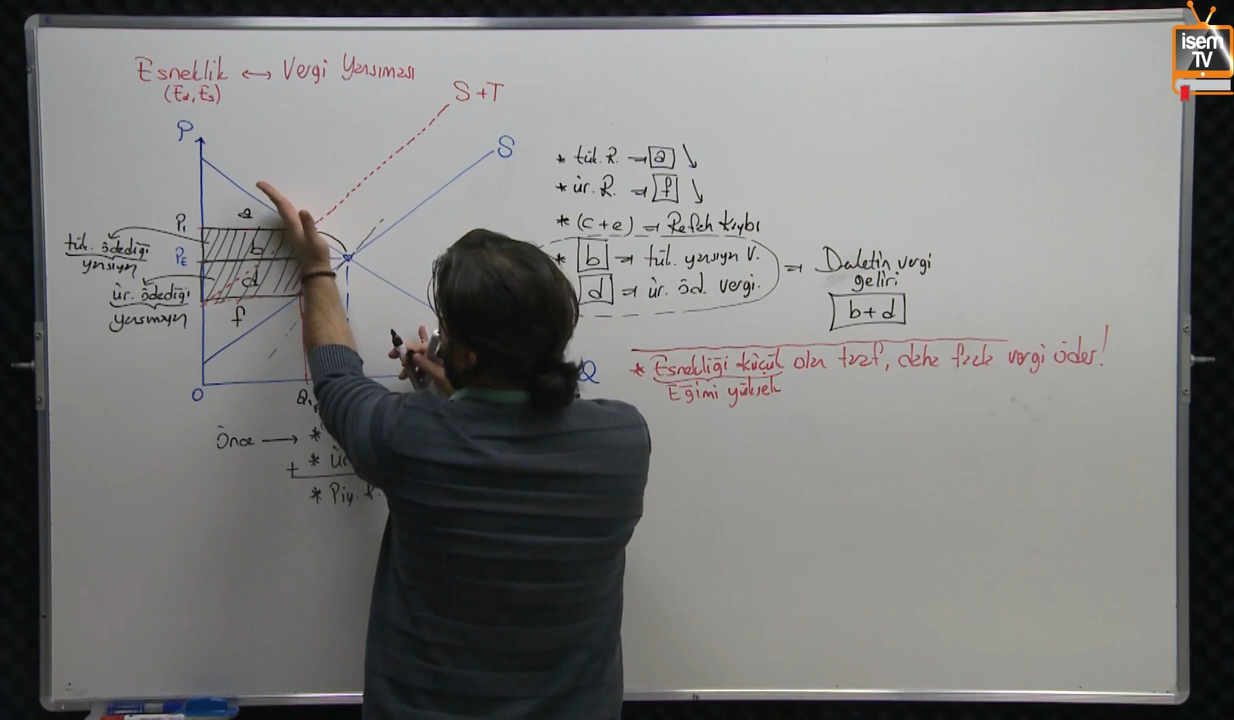 isem
TV
Esneklik ↔ Vergi Yansıması
(Ed, Es)
S+T
P
S
P1
PE
a
b
d
f
tük. ödediği
yansıyan
ür. ödediği
yansımayan
O
Q1
Q
Önce → *
+ * ür
* Piy. R.
* tük. R. → a ↓
* ür. R. → f ↓
* (c+e) → Refah kaybı
* b → tük. yansıyan V.
d → ür. öd. vergi.
⇒ Devletin vergi
geliri
b+d
* Esnekliği küçük olan taraf, daha fazla vergi öder!
Eğimi yüksek